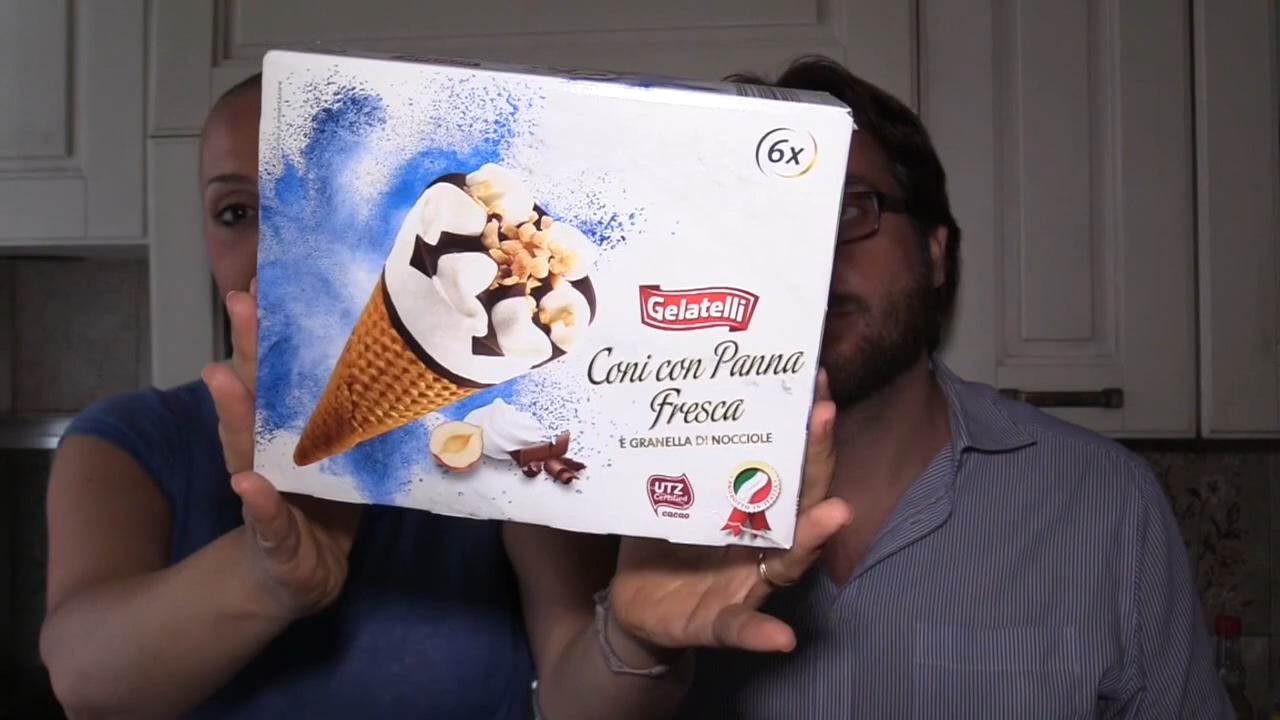 6x
Gelatelli
Coni con Panna
Fresca
E GRANELLA DI NOCCIOLE
UTZ
Certified
cacao